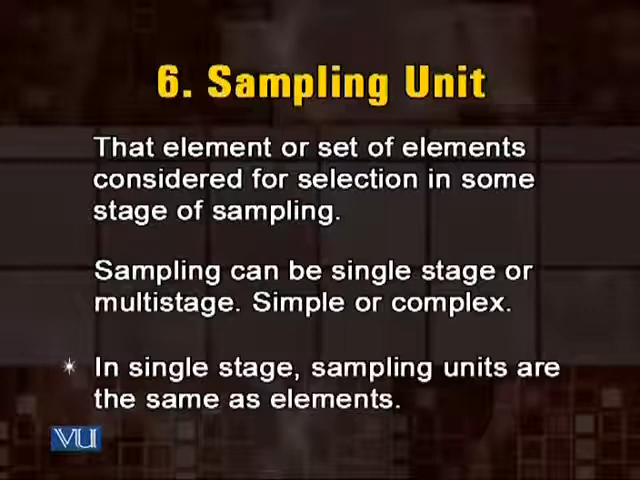 6. Sampling Unit
That element or set of elements
considered for selection in some
stage of sampling.
Sampling can be single stage or
multistage. Simple or complex.
✴ In single stage, sampling units are
the same as elements.
VU